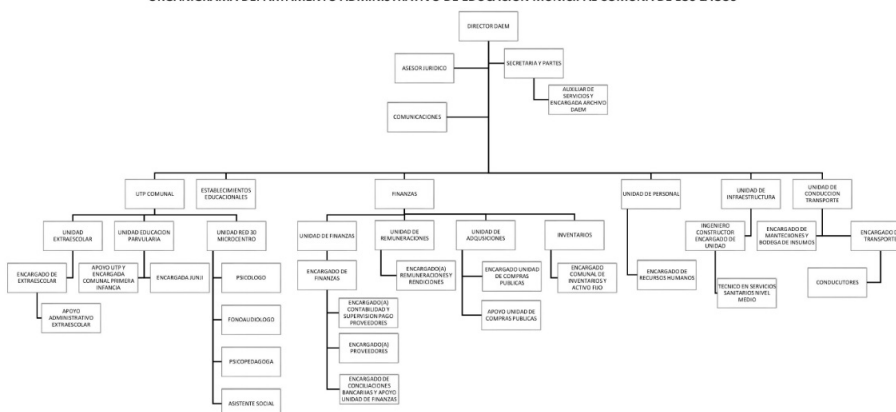 DIRECTOR DAEM
ASESOR JURIDICO
SECRETARIA Y PARTES
AUXILIAR DE
SERVICIOS Y
ENCARGADA ARCHIVO
DAEM
COMUNICACIONES
UTP COMUNAL
ESTABLECIMIENTOS
EDUCACIONALES
FINANZAS
UNIDAD DE PERSONAL
UNIDAD DE
INFRAESTRUCTURA
UNIDAD DE
CONDUCCION
TRANSPORTE
UNIDAD
EXTRAESCOLAR
UNIDAD EDUCACION
PARVULARIA
UNIDAD RED 30
MICROCENTRO
UNIDAD DE FINANZAS
UNIDAD DE
REMUNERACIONES
UNIDAD DE
ADQUISICIONES
INVENTARIOS
INGENIERO
CONSTRUCTOR
ENCARGADO DE
UNIDAD
ENCARGADO DE
MANTECIONES Y
BODEGA DE INSUMOS
ENCARGADO DE
TRANSPORTE
ENCARGADO DE
EXTRAESCOLAR
APOYO UTP Y
ENCARGADA
COMUNAL PRIMERA
INFANCIA
ENCARGADA JUNJI
PSICOLOGO
ENCARGADO DE
FINANZAS
ENCARGADO(A)
REMUNERACIONES Y
RENDICIONES
ENCARGADO UNIDAD
DE COMPRAS
PUBLICAS
ENCARGADO
COMUNAL DE
INVENTARIOS Y
ACTIVO FIJO
ENCARGADO DE
RECURSOS HUMANOS
TECNICO EN SERVICIOS
SANITARIOS NIVEL
MEDIO
CONDUCUTORES
APOYO
ADMINISTRATIVO
EXTRAESCOLAR
FONOAUDIOLOGO
ENCARGADO(A)
CONTABILIDAD Y
SUPERVISION PAGO
PROVEEDORES
APOYO UNIDAD DE
COMPRAS PUBLICAS
PSICOPEDAGOGA
ENCARGADO(A)
PROVEEDORES
ASISTENTE SOCIAL
ENCARGADO DE
CONCILIACIONES
BANCARIIAS Y APOYO
UNIDAD DE FINANZAS